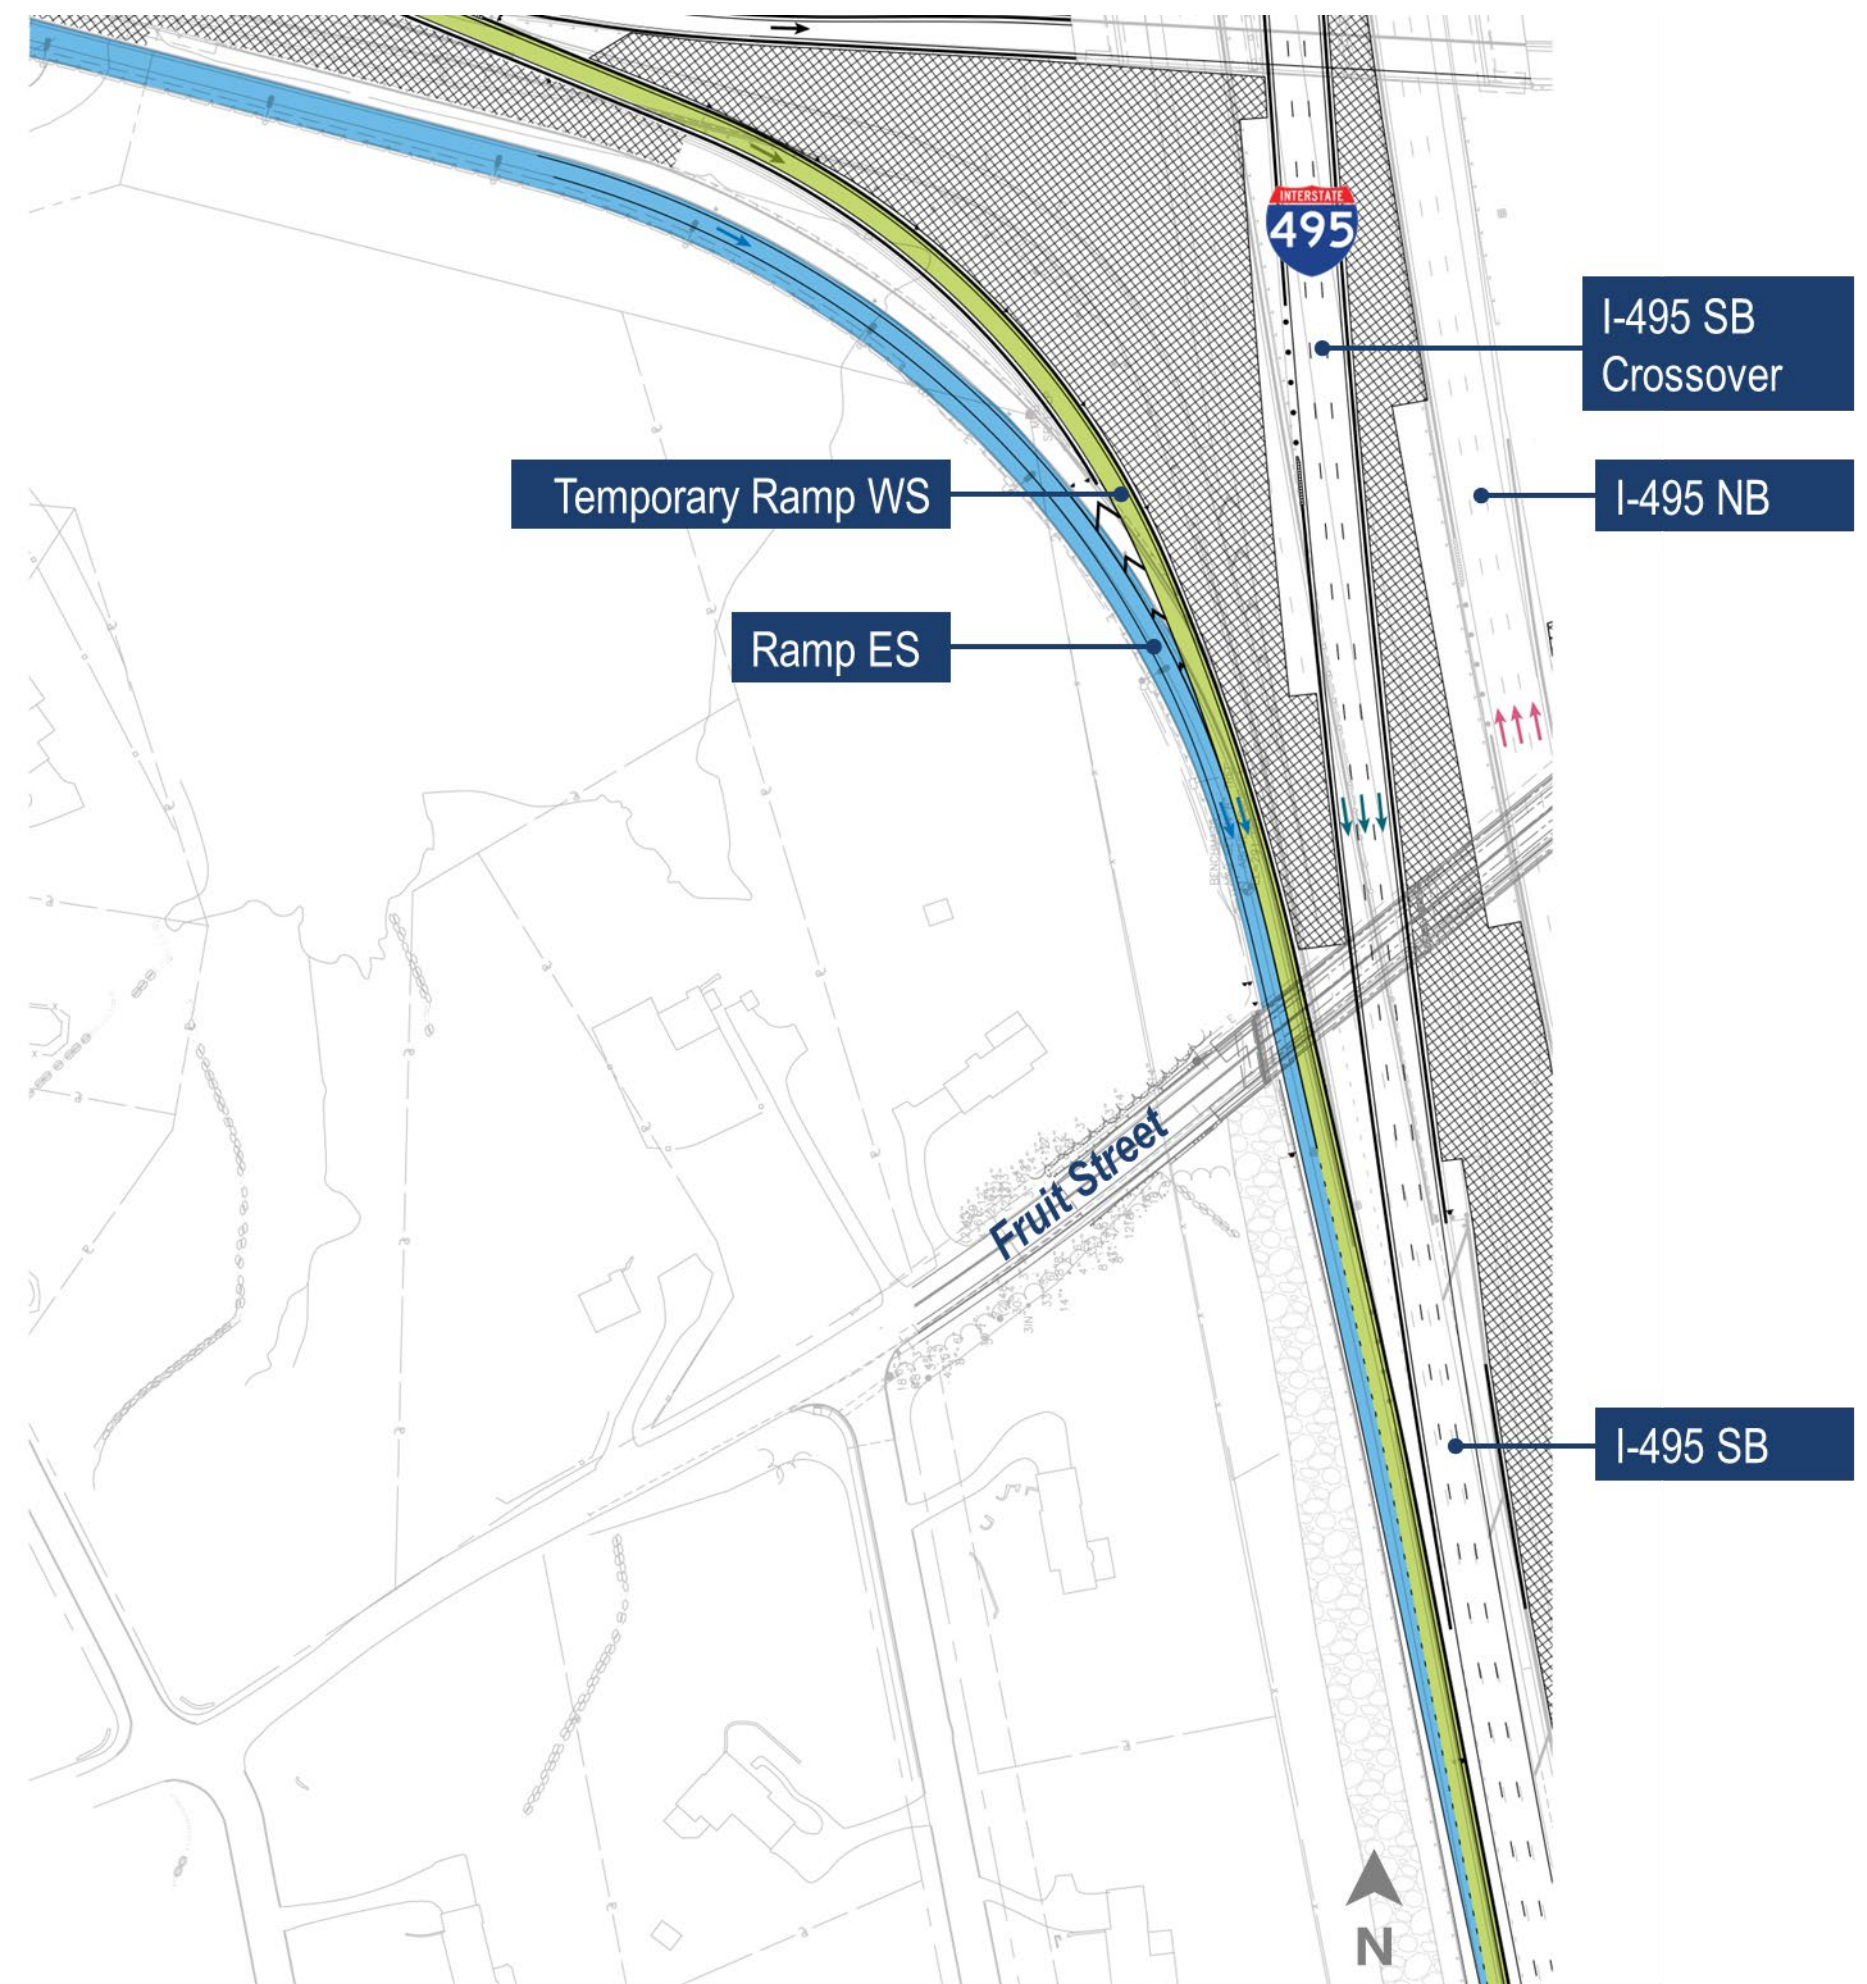 INTERSTATE
495
I-495 SB
Crossover
Temporary Ramp WS
I-495 NB
Ramp ES
Fruit Street
I-495 SB
N